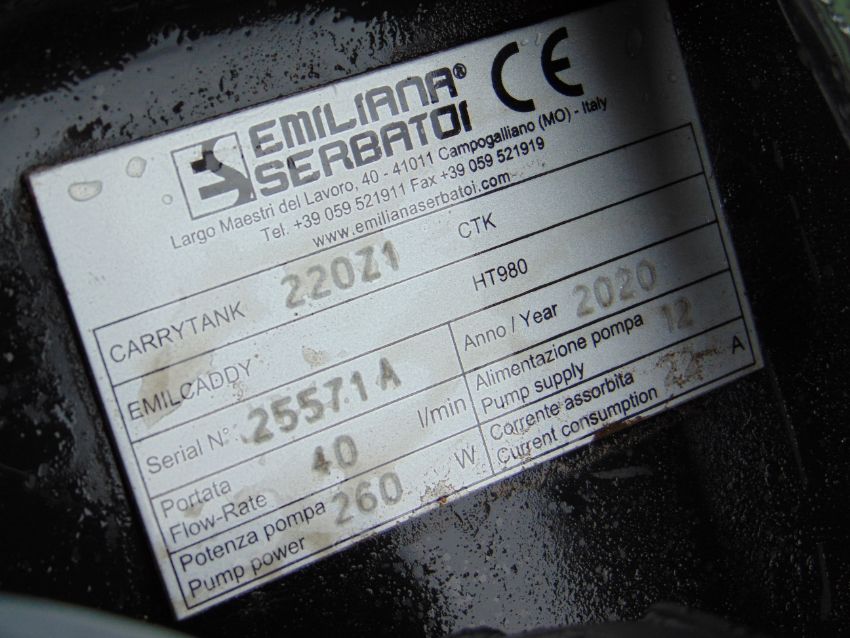 EMILIANA®
SERBATOI
CE
Largo Maestri del Lavoro, 40 - 41011 Campogalliano (MO) - Italy
Tel. +39 059 521911 Fax +39 059 521919
www.emilianaserbatoi.com
CARRYTANK 220Z1 CTK
EMILCADDY HT980
Serial N° 25571A Anno / Year 2020
Portata
Flow-Rate 40 l/min
Alimentazione pompa
Pump supply 12
Potenza pompa
Pump power 260 W
Corrente assorbita
Current consumption A